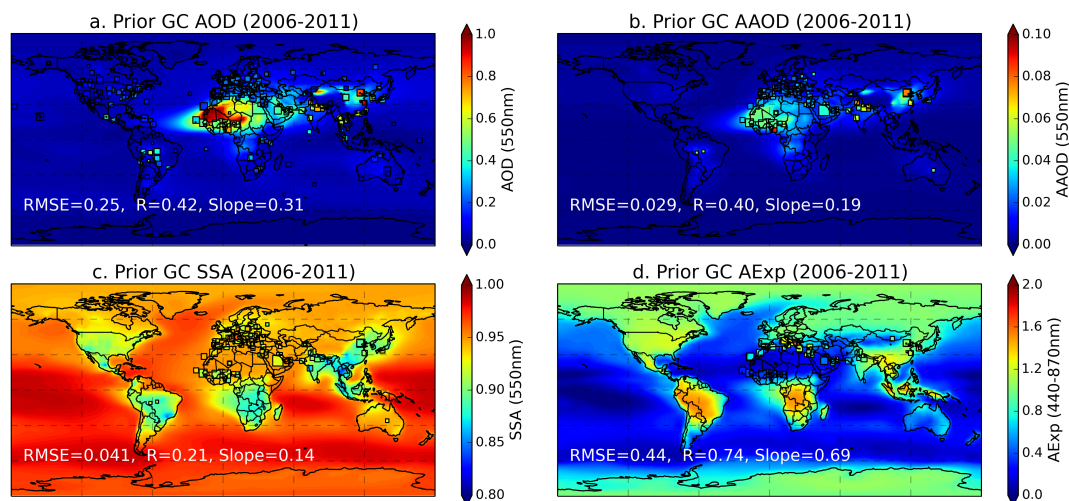 a. Prior GC AOD (2006-2011)
RMSE=0.25, R=0.42, Slope=0.31
1.0
0.8
0.6
0.4
0.2
0.0
AOD (550nm)
b. Prior GC AAOD (2006-2011)
RMSE=0.029, R=0.40, Slope=0.19
0.10
0.08
0.06
0.04
0.02
0.00
AAOD (550nm)
c. Prior GC SSA (2006-2011)
RMSE=0.041, R=0.21, Slope=0.14
1.00
0.95
0.90
0.85
0.80
SSA (550nm)
d. Prior GC AExp (2006-2011)
RMSE=0.44, R=0.74, Slope=0.69
2.0
1.6
1.2
0.8
0.4
0.0
AExp (440-870nm)